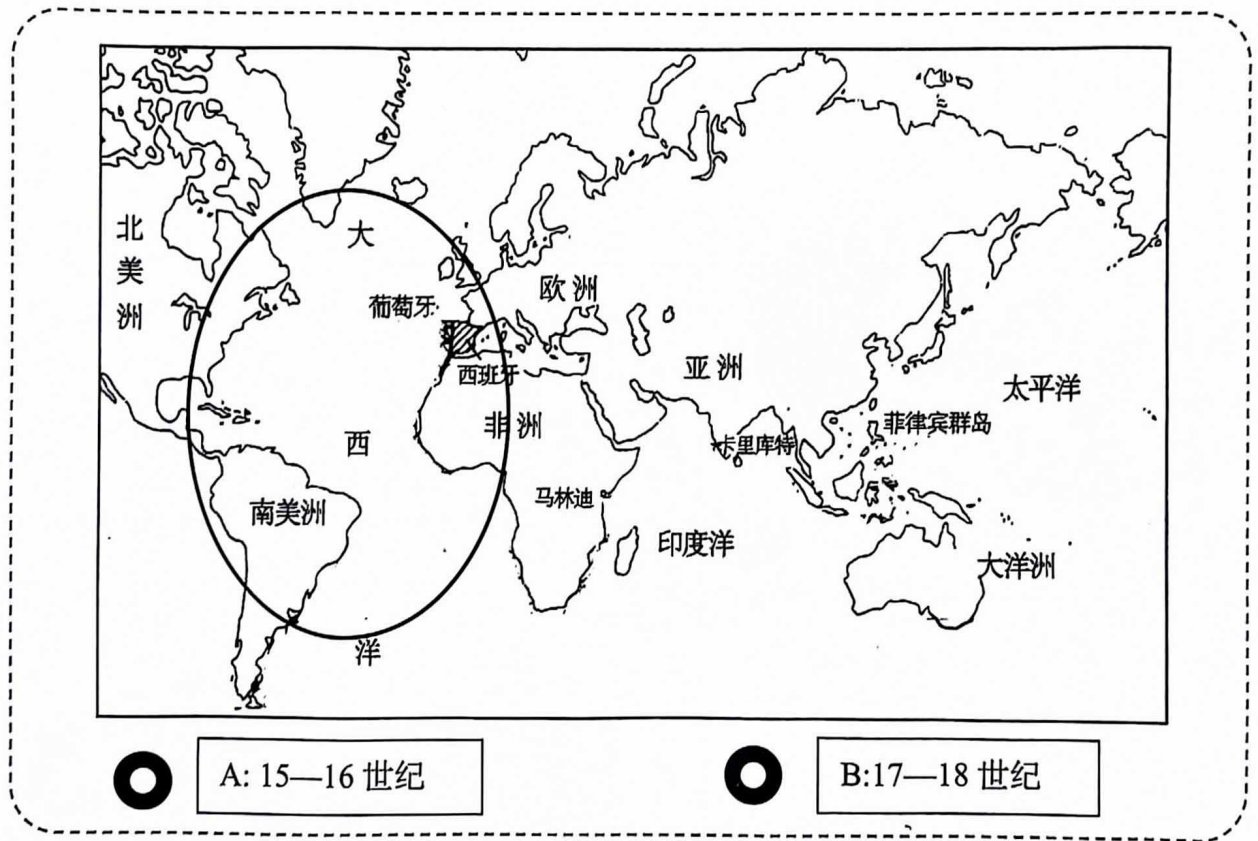 北美洲
大
葡萄牙
欧洲
西班牙
亚洲
太平洋
非洲
卡里库特
菲律宾群岛
西
南美洲
马林迪
印度洋
大洋洲
洋
A: 15—16 世纪
B:17—18 世纪